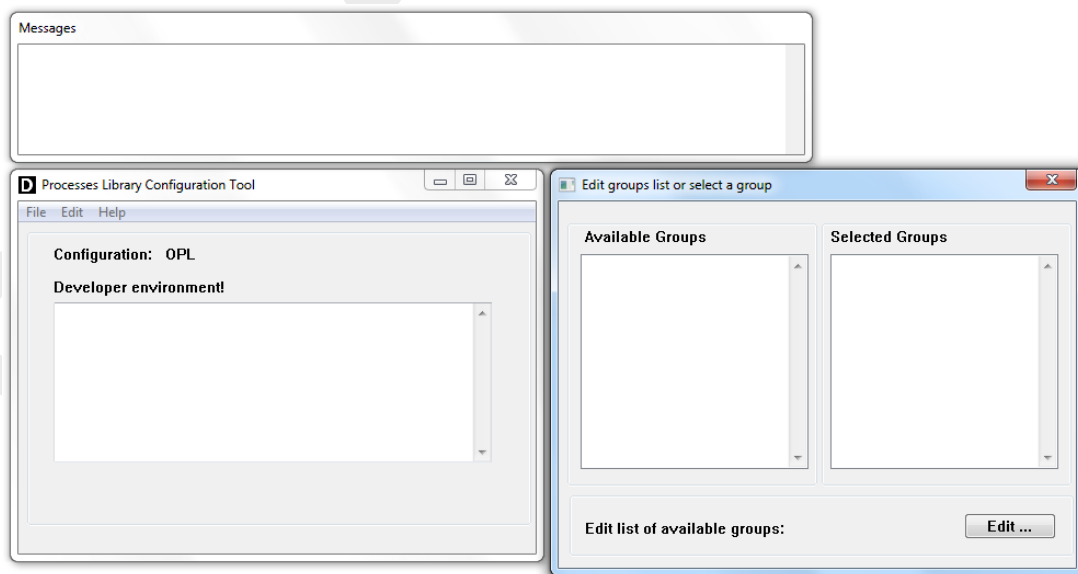 Messages
Processes Library Configuration Tool
File Edit Help
Configuration: OPL
Developer environment!
Edit groups list or select a group
Available Groups
Selected Groups
Edit list of available groups:
Edit ...